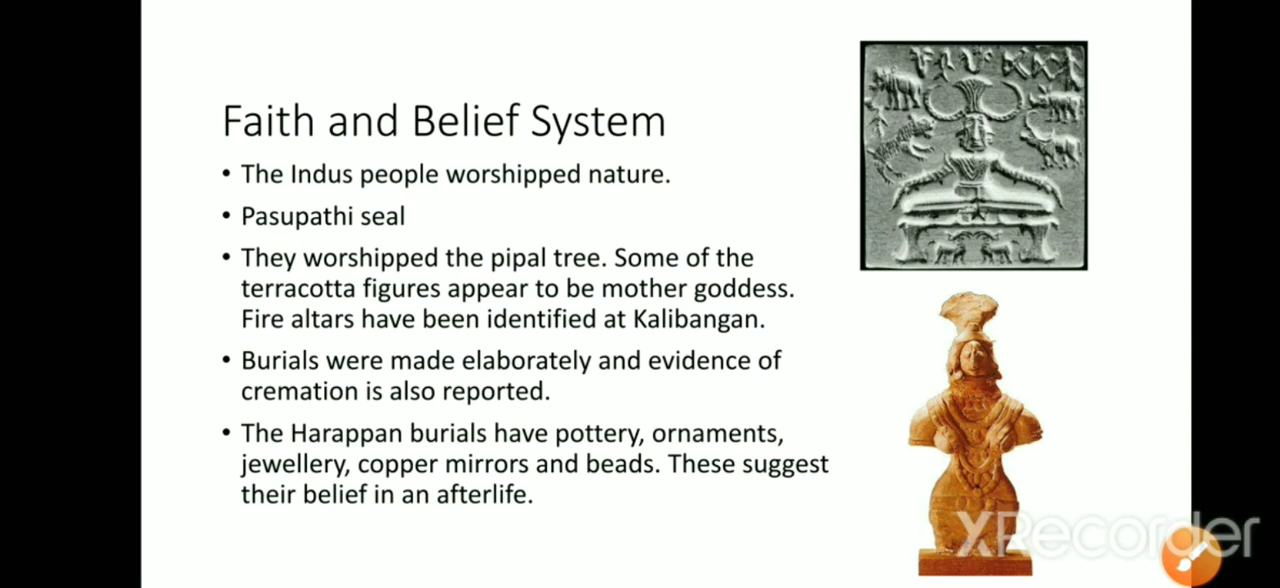 Faith and Belief System
• The Indus people worshipped nature.
• Pasupathi seal
• They worshipped the pipal tree. Some of the
terracotta figures appear to be mother goddess.
Fire altars have been identified at Kalibangan.
• Burials were made elaborately and evidence of
cremation is also reported.
• The Harappan burials have pottery, ornaments,
jewellery, copper mirrors and beads. These suggest
their belief in an afterlife.
XRecorder